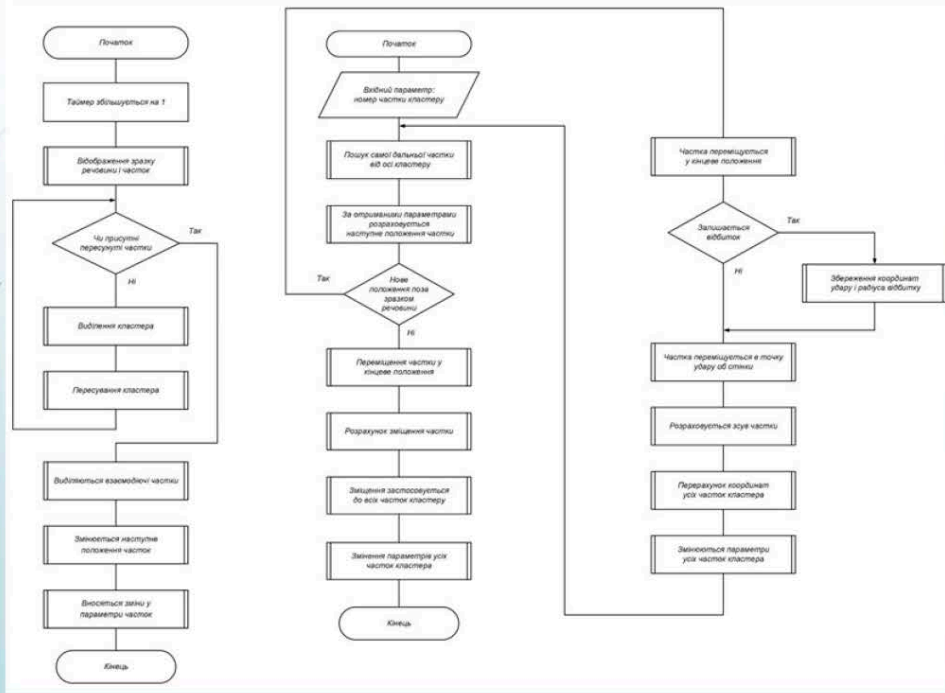 Початок
Таймер збільшується на 1
Відображення зразку
речовини і часток
Чи присутні
пересунуті частки
Так
Ні
Виділення кластера
Пересування кластера
Виділяються взаємодіючі частки
Змінюється наступне
положення часток
Вносяться зміни у
параметри часток
Кінець
Початок
Вхідний параметр:
номер частки кластеру
Пошук самої дальньої частки
від осі кластеру
За отриманими параметрами
розраховується
наступне положення частки
Так
Нове
положення поза
зразком
речовини
Ні
Переміщення частки у
кінцеве положення
Розрахунок зміщення частки
Зміщення застосовується
до всіх часток кластеру
Змінення параметрів усіх
часток кластера
Кінець
Частка переміщується
у кінцеве положення
Залишається
відбиток
Так
Ні
Збереження координат
удару і радіуса відбитку
Частка переміщується в точку
удару об стінки
Розраховується зсув частки
Перерахунок координат
усіх часток кластера
Змінюються параметри
усіх часток кластера